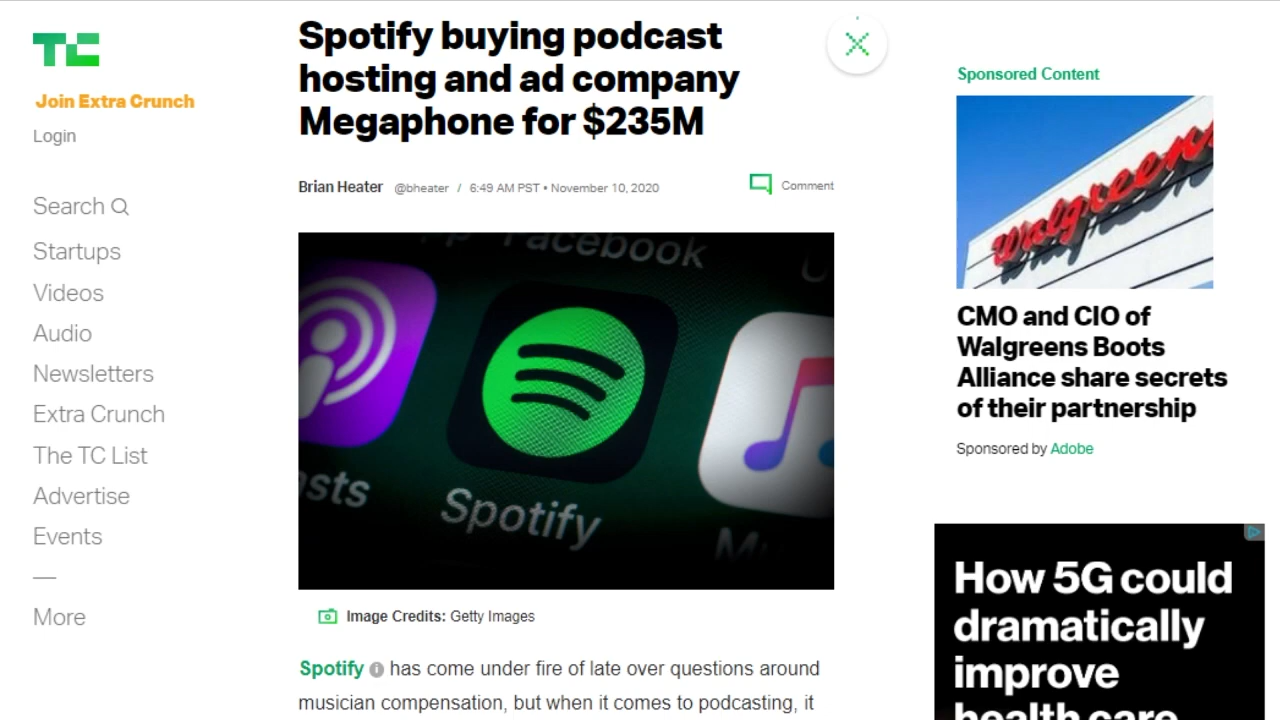 TC
Join Extra Crunch
Login
Search
Startups
Videos
Audio
Newsletters
Extra Crunch
The TC List
Advertise
Events
—
More
Spotify buying podcast
hosting and ad company
Megaphone for $235M
Brian Heater @bheater / 6:49 AM PST • November 10, 2020
Comment
Facebook
asts
Spotify
Mu
Image Credits: Getty Images
Spotify has come under fire of late over questions around
musician compensation, but when it comes to podcasting, it
Sponsored Content
Walgreens
CMO and CIO of
Walgreens Boots
Alliance share secrets
of their partnership
Sponsored by Adobe
How 5G could
dramatically
improve
health care